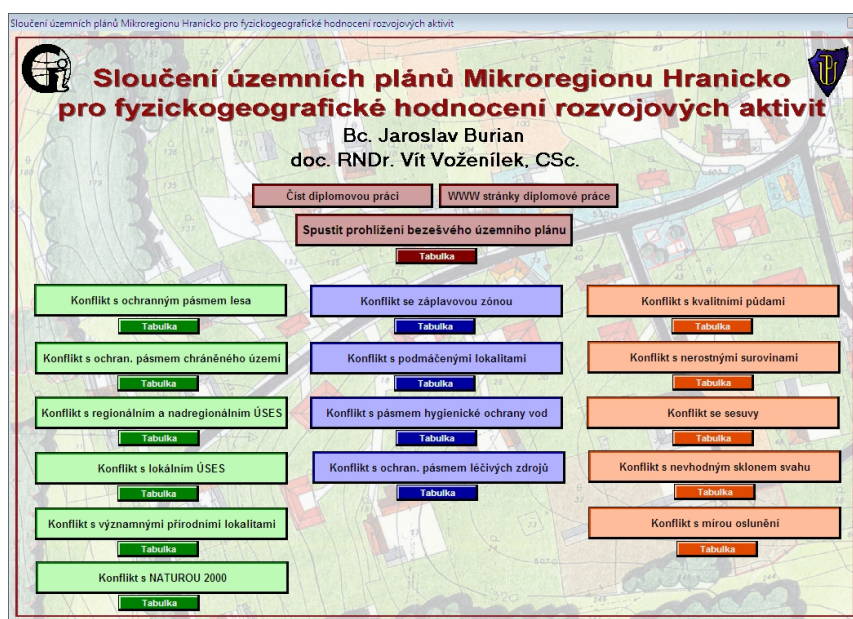 Sloučení územních plánů Mikroregionu Hranicko pro fyzickogeografické hodnocení rozvojových aktivit
Sloučení územních plánů Mikroregionu Hranicko
pro fyzickogeografické hodnocení rozvojových aktivit
Bc. Jaroslav Burian
doc. RNDr. Vít Voženílek, CSc.
Číst diplomovou práci
WWW stránky diplomové práce
Spustit prohlížení bezešvého územního plánu
Tabulka
Konflikt s ochranným pásmem lesa
Tabulka
Konflikt s ochran. pásmem chráněného území
Tabulka
Konflikt s regionálním a nadregionálním ÚSES
Tabulka
Konflikt s lokálním ÚSES
Tabulka
Konflikt s významnými přírodními lokalitami
Tabulka
Konflikt s NATUROU 2000
Tabulka
Konflikt se záplavovou zónou
Tabulka
Konflikt s podmáčenými lokalitami
Tabulka
Konflikt s pásmem hygienické ochrany vod
Tabulka
Konflikt s ochran. pásmem léčivých zdrojů
Tabulka
Konflikt s kvalitními půdami
Tabulka
Konflikt s nerostnými surovinami
Tabulka
Konflikt se sesuvy
Tabulka
Konflikt s nevhodným sklonem svahu
Tabulka
Konflikt s mírou oslunění
Tabulka